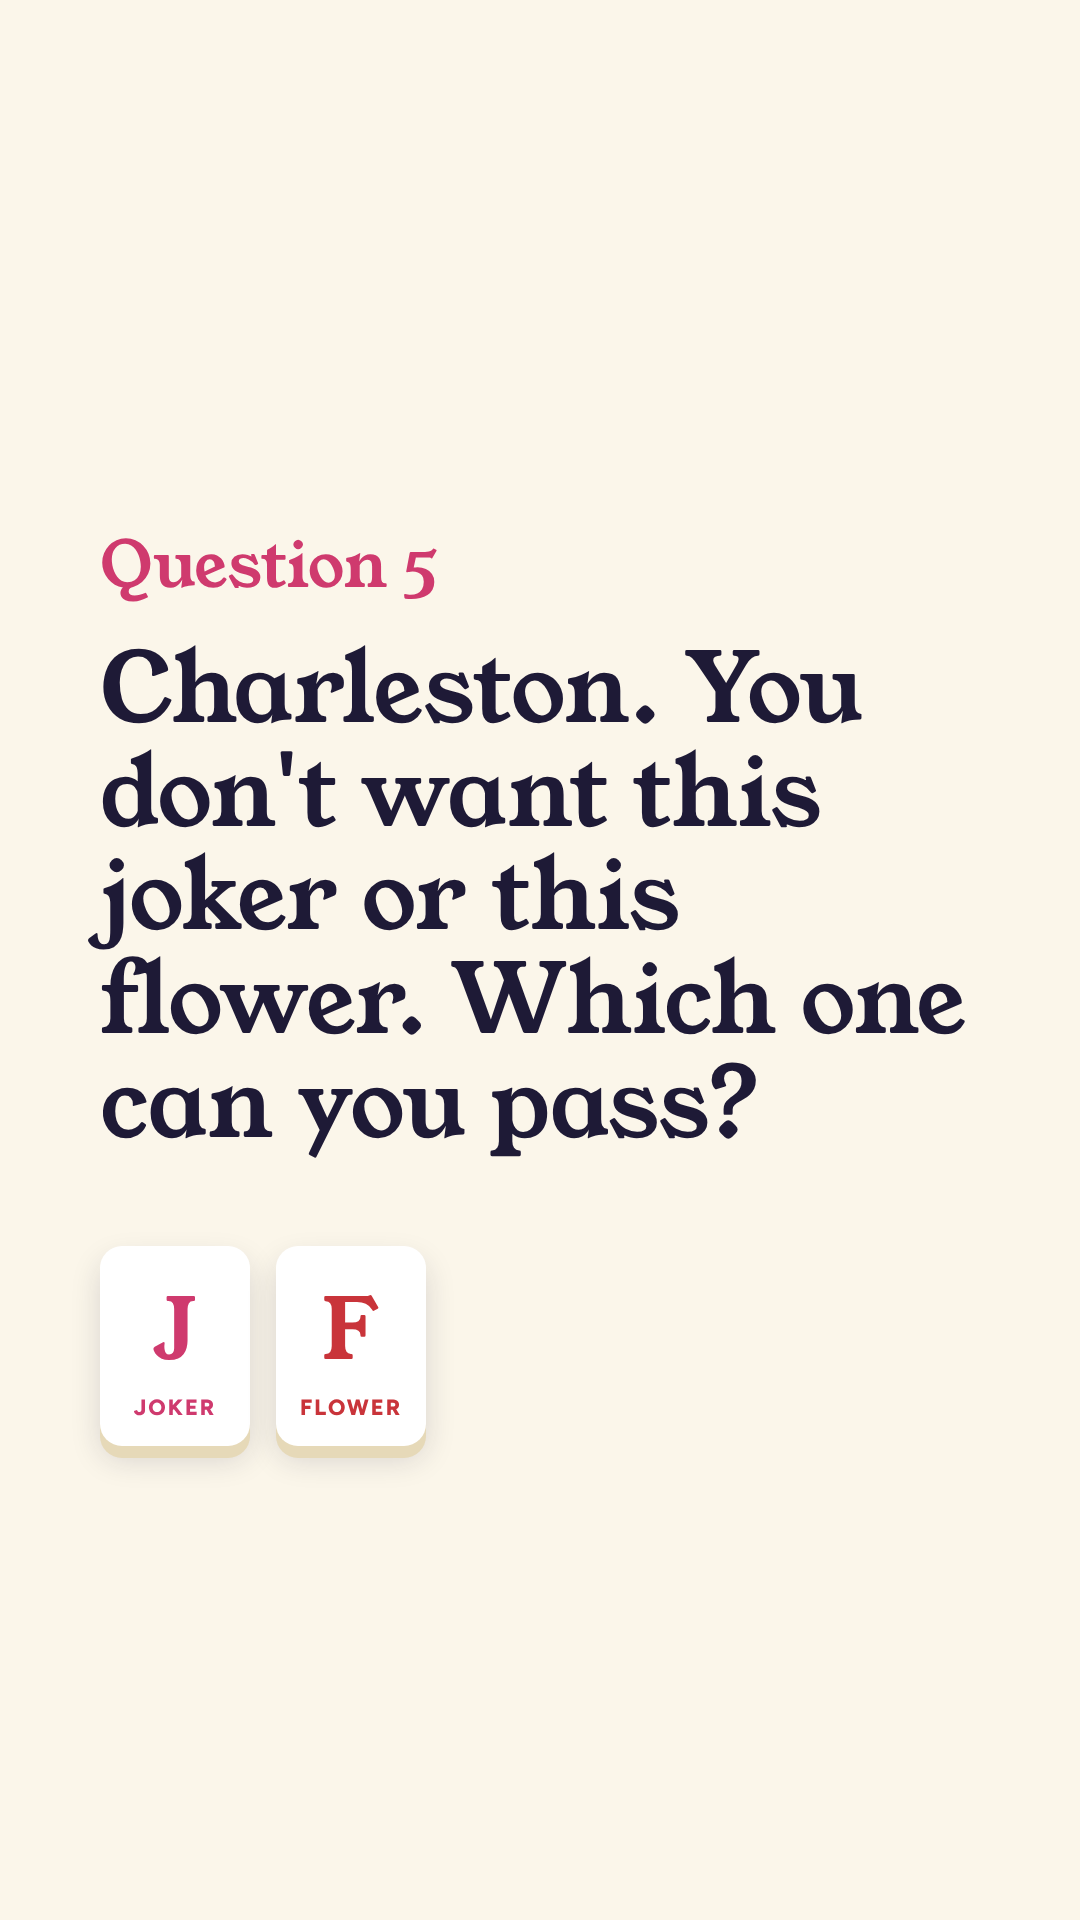 Question 5
Charleston. You
don't want this
joker or this
flower. Which one
can you pass?
J F
JOKER FLOWER